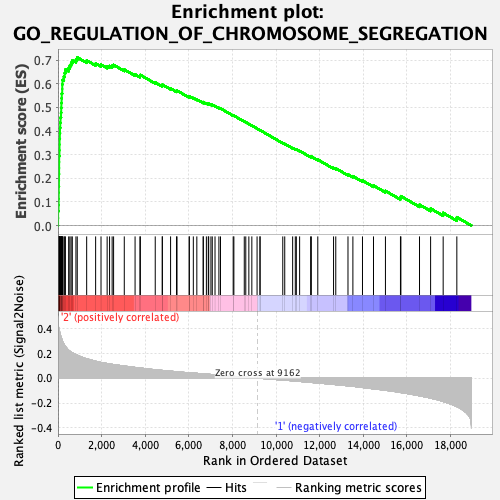 Enrichment plot:
GO_REGULATION_OF_CHROMOSOME_SEGREGATION
Enrichment score (ES)
0.7
0.6
0.5
0.4
0.3
0.2
0.1
0.0
Ranked list metric (Signal2Noise)
'2' (positively correlated)
0.4
0.2
0.0
-0.2
-0.4
Zero cross at 9162
'1' (negatively correlated)
0
2,000
4,000
6,000
8,000
10,000
12,000
14,000
16,000
18,000
Rank in Ordered Dataset
Enrichment profile
Hits
Ranking metric scores